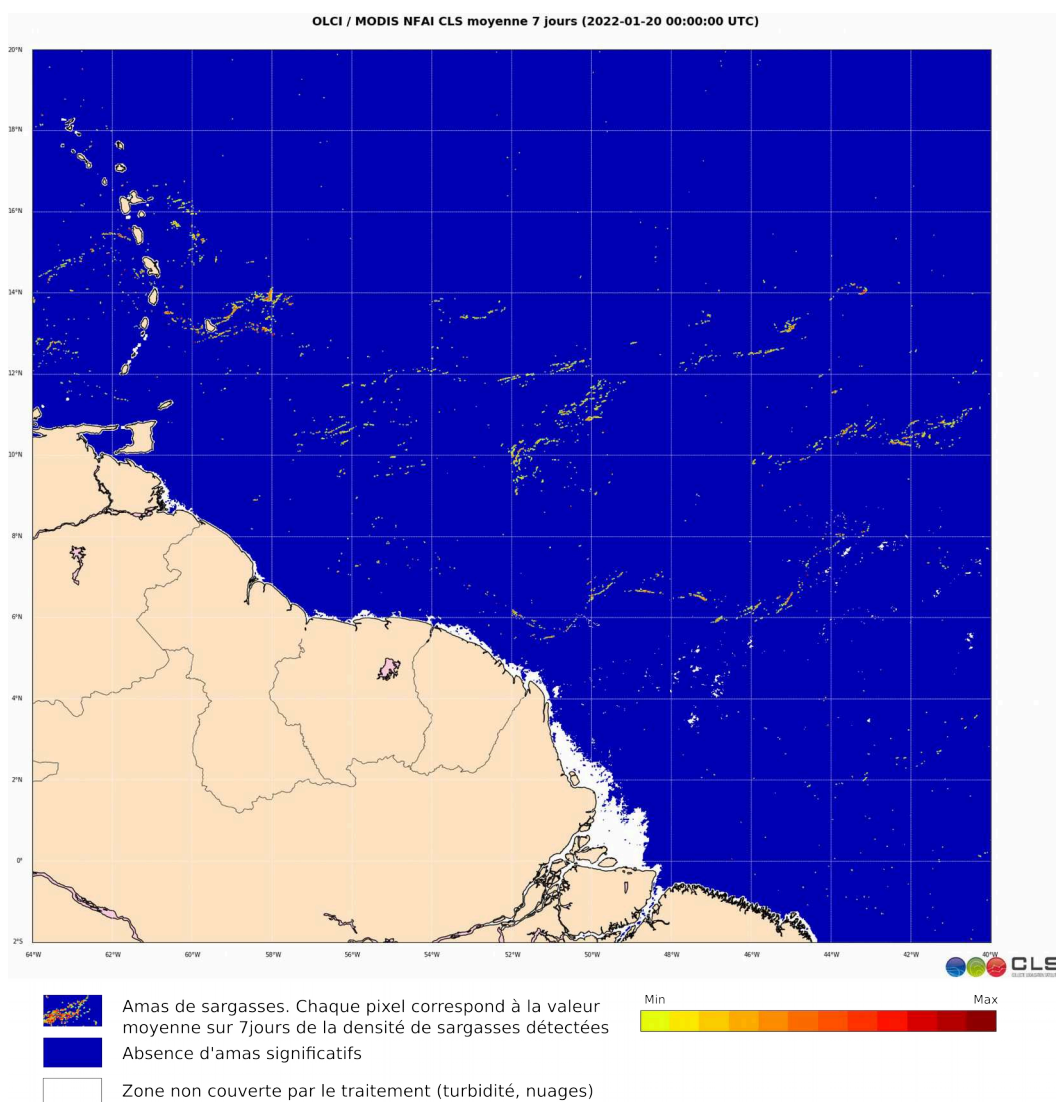 OLCI / MODIS NFAI CLS moyenne 7 jours (2022-01-20 00:00:00 UTC)
20°N
18°N
16°N
14°N
12°N
10°N
8°N
6°N
4°N
2°N
0°
2°S
64°W 62°W 60°W 58°W 56°W 54°W 52°W 50°W 48°W 46°W 44°W 42°W 40°W
CLS
Amas de sargasses. Chaque pixel correspond à la valeur
moyenne sur 7jours de la densité de sargasses détectées
Min Max
Absence d'amas significatifs
Zone non couverte par le traitement (turbidité, nuages)